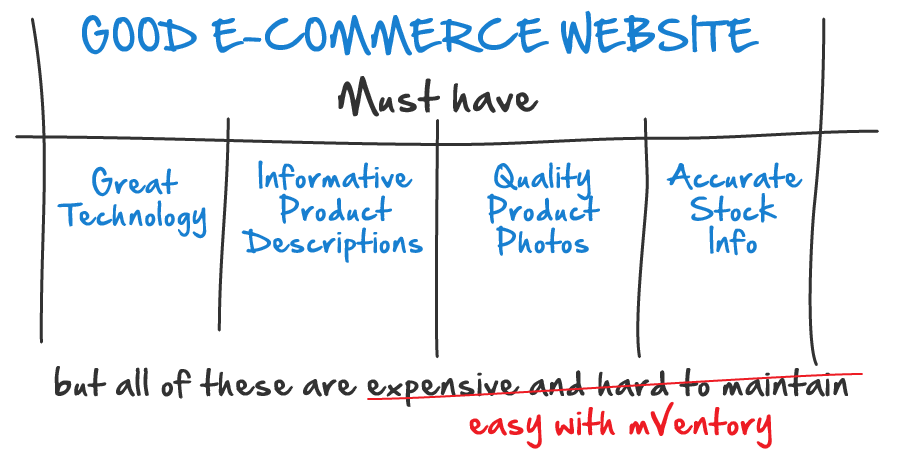 GOOD E-COMMERCE WEBSITE
Must have
Great
Technology
Informative
Product
Descriptions
Quality
Product
Photos
Accurate
Stock
Info
but all of these are expensive and hard to maintain
easy with mVentory